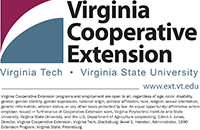 Virginia
Cooperative
Extension
Virginia Tech • Virginia State University
www.ext.vt.edu
Virginia Cooperative Extension programs and employment are open to all, regardless of age, color, disability,
gender, gender identity, gender expression, national origin, political affiliation, race, religion, sexual orientation,
genetic information, veteran status, or any other basis protected by law. An equal opportunity/affirmative action
employer. Issued in furtherance of Cooperative Extension work, Virginia Polytechnic Institute and State
University, Virginia State University, and the U.S. Department of Agriculture cooperating. Edwin J. Jones,
Director, Virginia Cooperative Extension, Virginia Tech, Blacksburg; Jewel E. Hairston, Administrator, 1890
Extension Program, Virginia State, Petersburg.